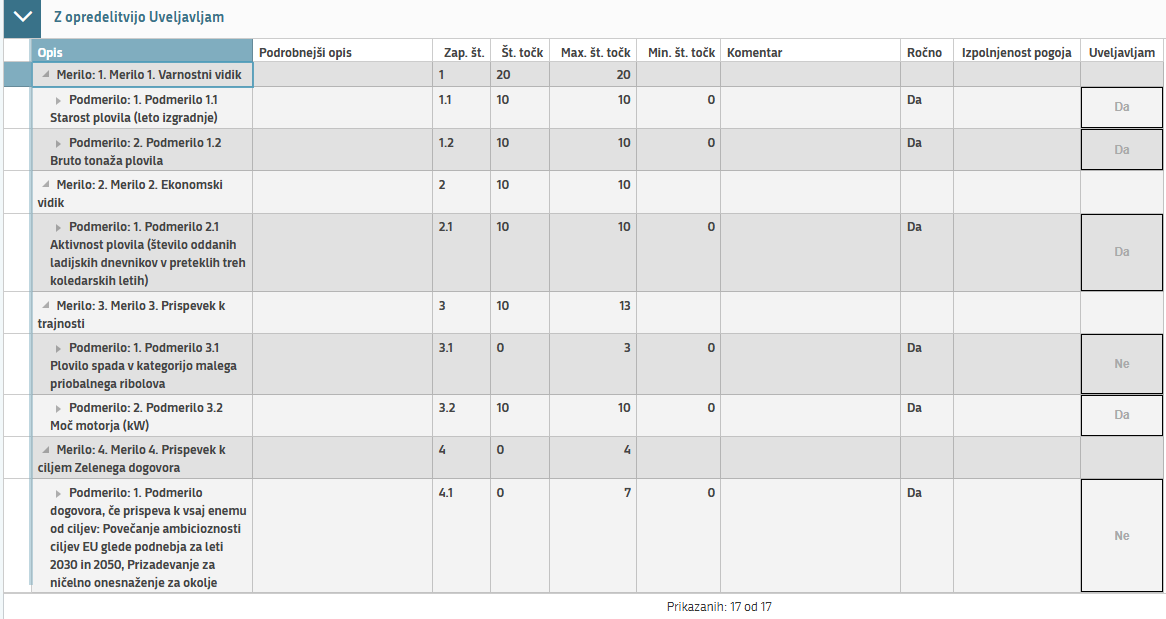 Z opredelitvijo Uveljavljam
Opis Podrobnejši opis Zap. št. Št. točk Max. št. točk Min. št. točk Komentar Ročno Izpolnjenost pogoja Uveljavljam
Merilo: 1. Merilo 1. Varnostni vidik 1 20 20
Podmerilo: 1. Podmerilo 1.1 1.1 10 10 0 Da Da
Starost plovila (leto izgradnje)
Podmerilo: 2. Podmerilo 1.2 1.2 10 10 0 Da Da
Bruto tonaža plovila
Merilo: 2. Merilo 2. Ekonomski 2 10 10
vidik
Podmerilo: 1. Podmerilo 2.1 2.1 10 10 0 Da Da
Aktivnost plovila (število oddanih
ladijskih dnevnikov v preteklih treh
koledarskih letih)
Merilo: 3. Merilo 3. Prispevek k 3 10 13
trajnosti
Podmerilo: 1. Podmerilo 3.1 3.1 0 3 0 Da Ne
Plovilo spada v kategorijo malega
priobalnega ribolova
Podmerilo: 2. Podmerilo 3.2 3.2 10 10 0 Da Da
Moč motorja (kW)
Merilo: 4. Merilo 4. Prispevek k 4 0 4
ciljem Zelenega dogovora
Podmerilo: 1. Podmerilo 4.1 0 7 0 Da Ne
dogovora, če prispeva k vsaj enemu
od ciljev: Povečanje ambicioznosti
ciljev EU glede podnebja za leti
2030 in 2050, Prizadevanje za
ničelno onesnaženje za okolje
Prikazanih: 17 od 17